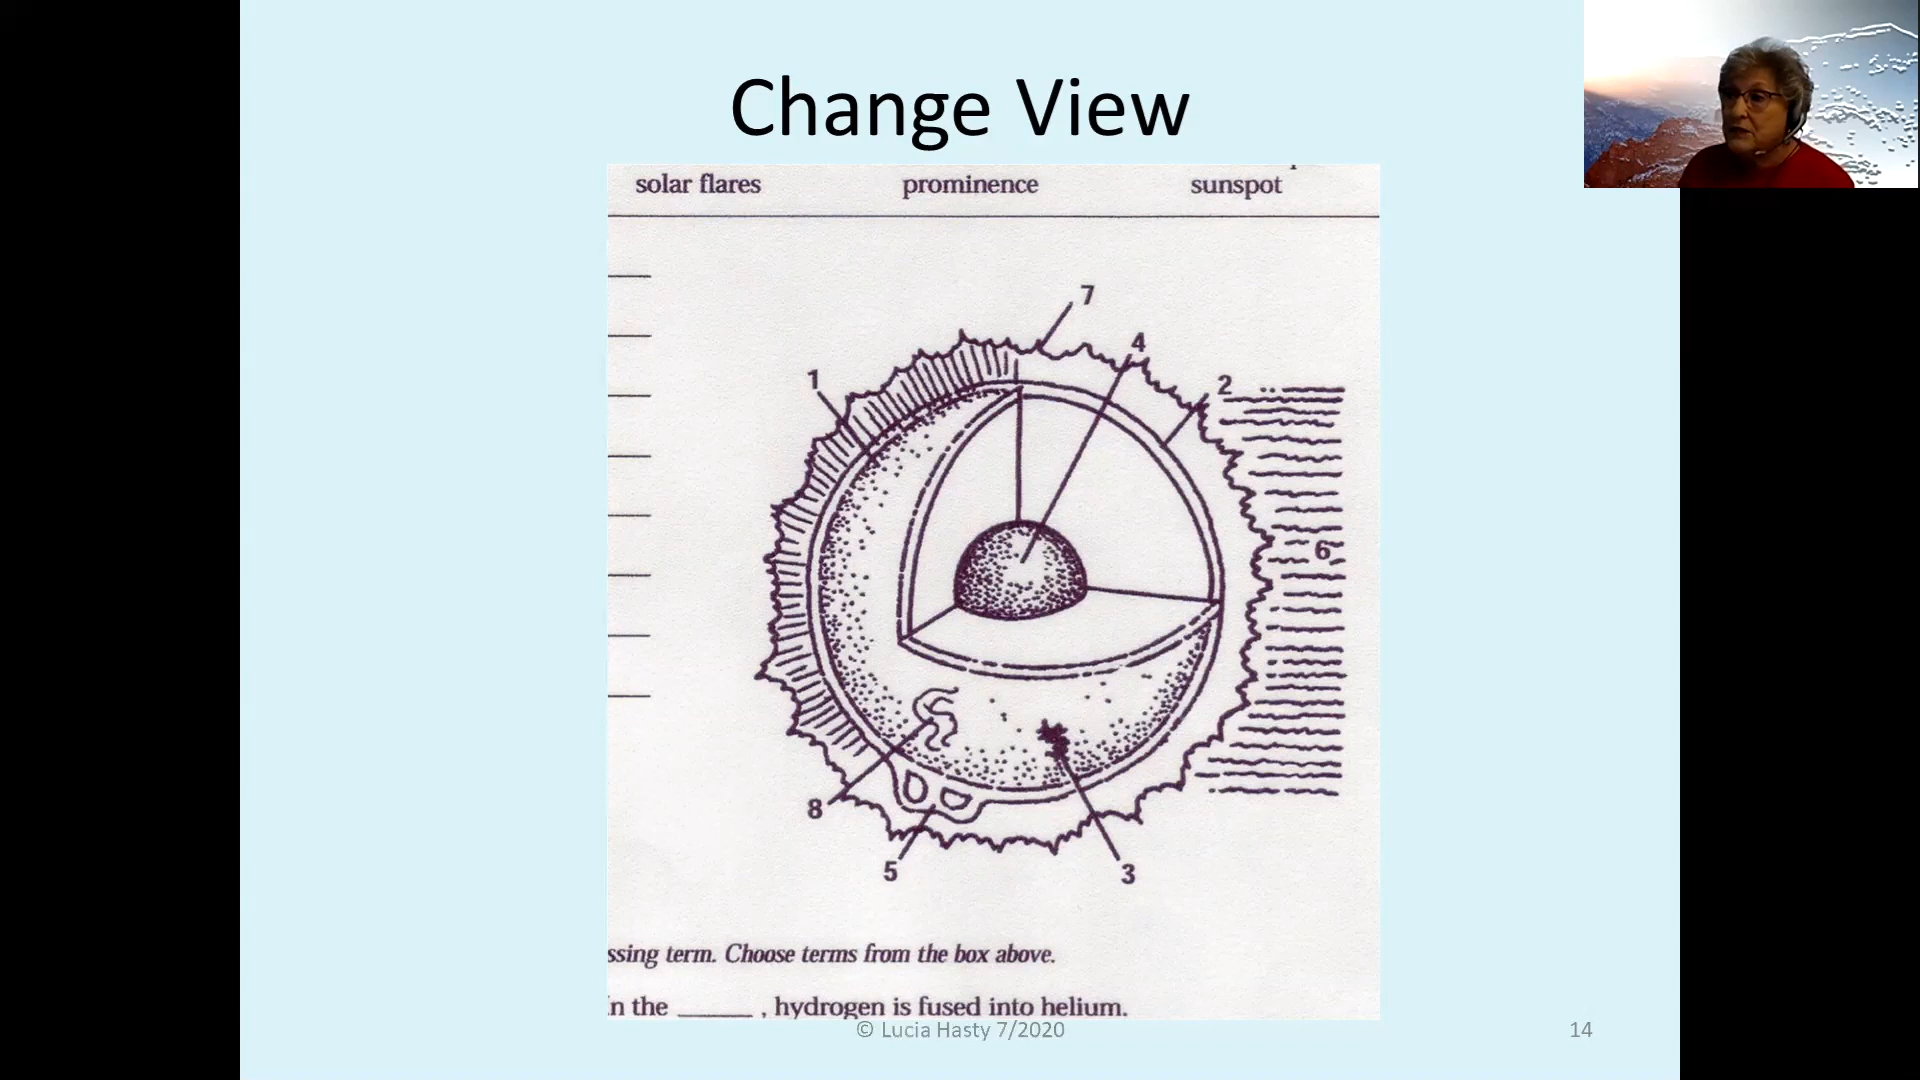 Change View
solar flares prominence sunspot
7
4
1
2
6
8
5
3
ssing term. Choose terms from the box above.
n the ______ , hydrogen is fused into helium.
© Lucia Hasty 7/2020
14